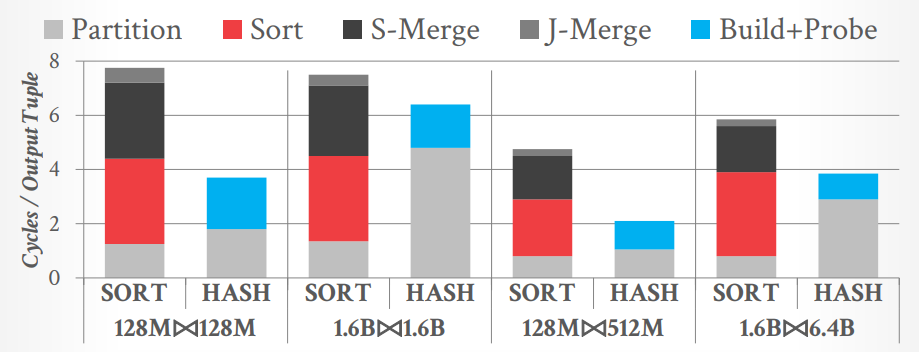 Partition Sort S-Merge J-Merge Build+Probe
Cycles / Output Tuple
8
6
4
2
0
SORT HASH SORT HASH SORT HASH SORT HASH
128M⋈128M 1.6B⋈1.6B 128M⋈512M 1.6B⋈6.4B